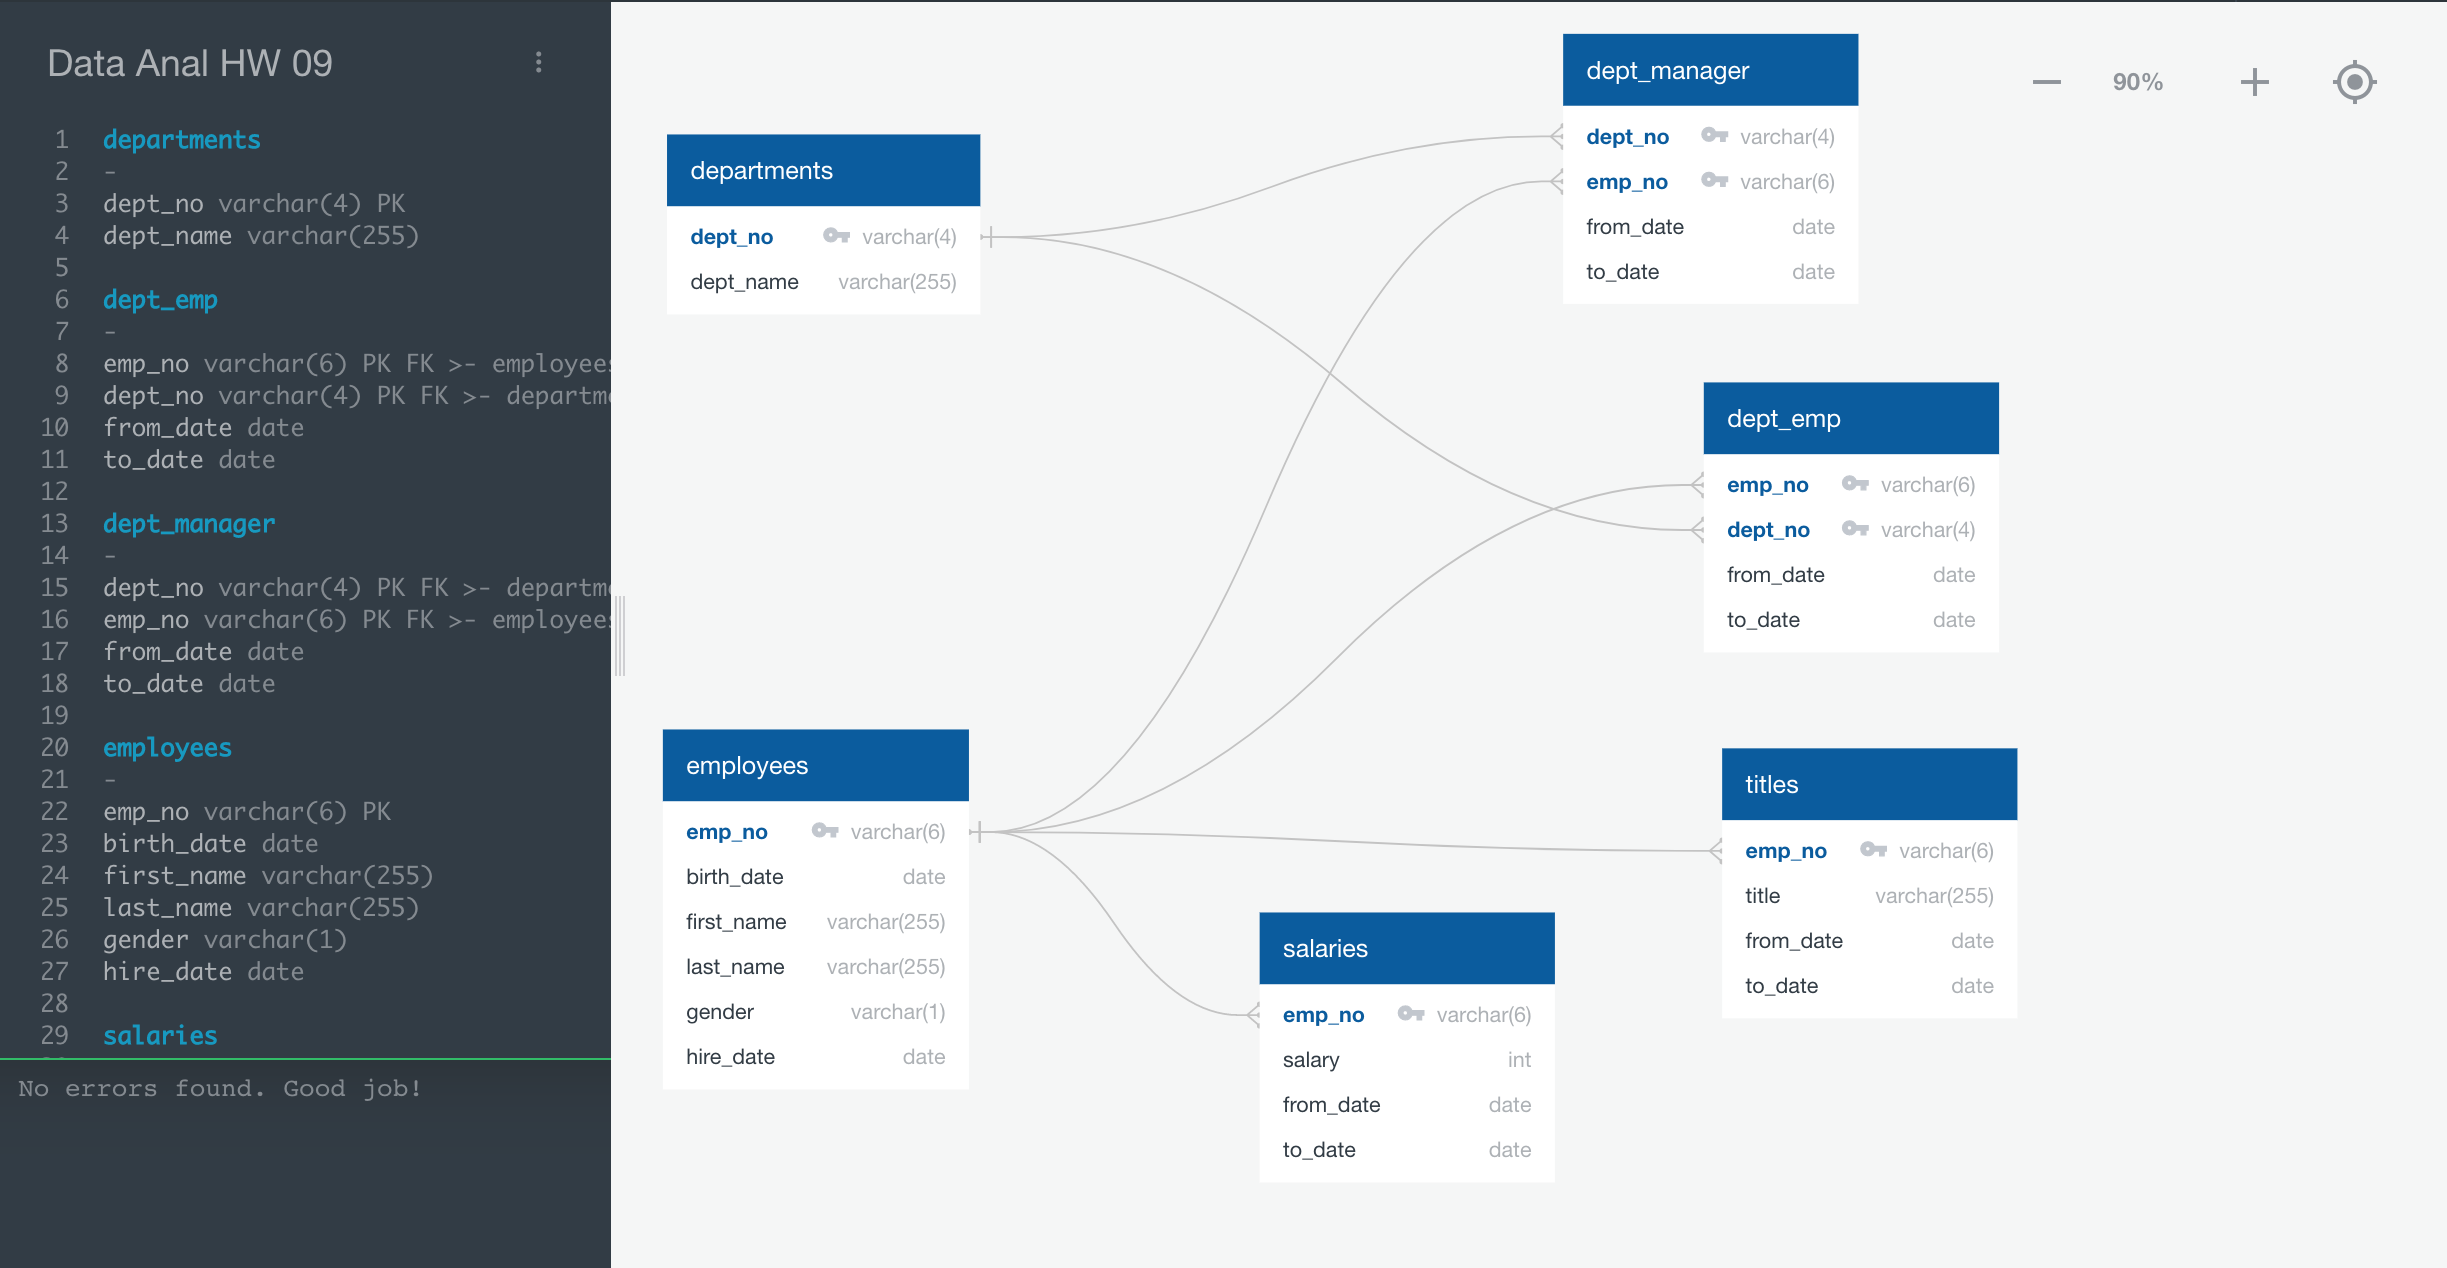 Data Anal HW 09
1 departments
2 -
3 dept_no varchar(4) PK
4 dept_name varchar(255)
5
6 dept_emp
7 -
8 emp_no varchar(6) PK FK >- employees
9 dept_no varchar(4) PK FK >- departm
10 from_date date
11 to_date date
12
13 dept_manager
14 -
15 dept_no varchar(4) PK FK >- departm
16 emp_no varchar(6) PK FK >- employees
17 from_date date
18 to_date date
19
20 employees
21 -
22 emp_no varchar(6) PK
23 birth_date date
24 first_name varchar(255)
25 last_name varchar(255)
26 gender varchar(1)
27 hire_date date
28
29 salaries
No errors found. Good job!
90%
departments
dept_no varchar(4)
dept_name varchar(255)
dept_manager
dept_no varchar(4)
emp_no varchar(6)
from_date date
to_date date
dept_emp
emp_no varchar(6)
dept_no varchar(4)
from_date date
to_date date
employees
emp_no varchar(6)
birth_date date
first_name varchar(255)
last_name varchar(255)
gender varchar(1)
hire_date date
titles
emp_no varchar(6)
title varchar(255)
from_date date
to_date date
salaries
emp_no varchar(6)
salary int
from_date date
to_date date